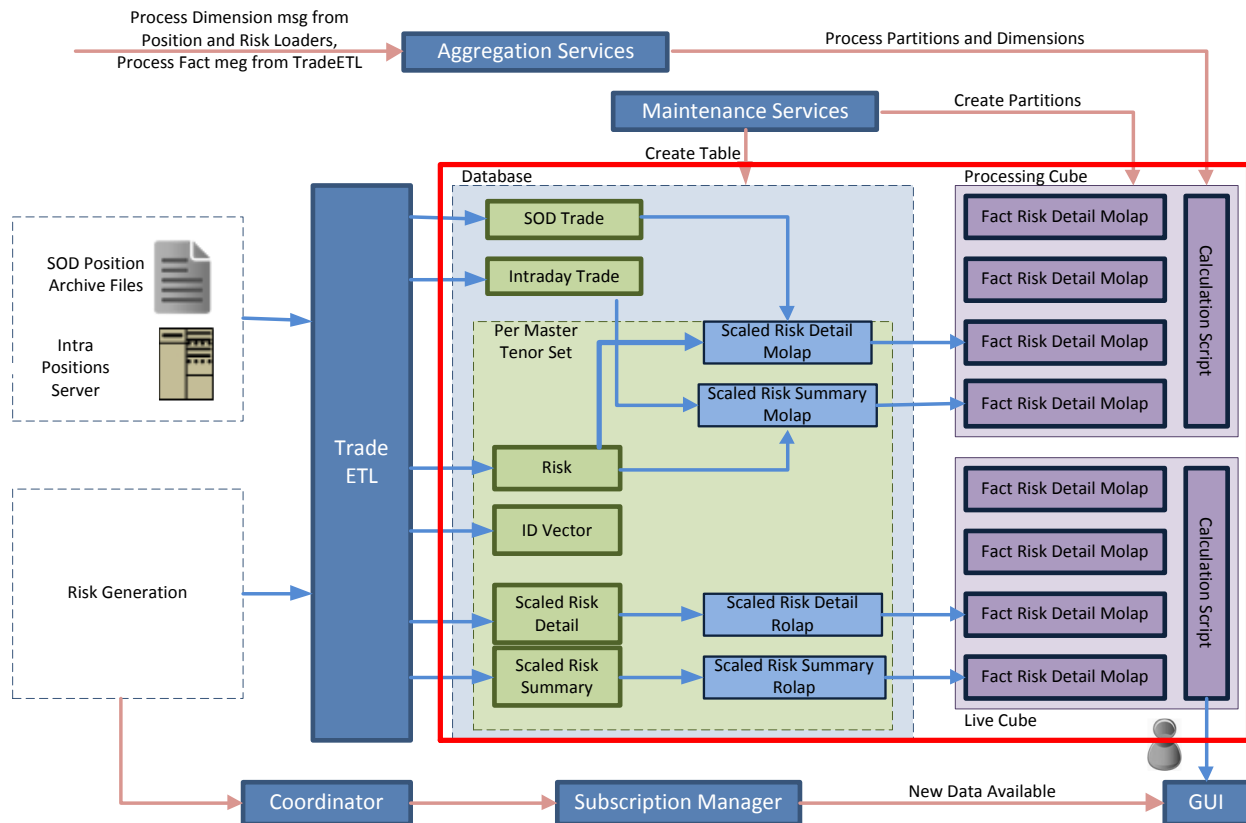 Process Dimension msg from
Position and Risk Loaders,
Process Fact meg from TradeETL
Aggregation Services
Process Partitions and Dimensions
Maintenance Services
Create Partitions
Create Table
Database
Processing Cube
SOD Trade
Intraday Trade
Per Master
Tenor Set
Scaled Risk Detail
Molap
Scaled Risk Summary
Molap
Risk
ID Vector
Scaled Risk
Detail
Scaled Risk Detail
Rolap
Scaled Risk
Summary
Scaled Risk Summary
Rolap
Fact Risk Detail Molap
Fact Risk Detail Molap
Fact Risk Detail Molap
Fact Risk Detail Molap
Calculation Script
Fact Risk Detail Molap
Fact Risk Detail Molap
Fact Risk Detail Molap
Fact Risk Detail Molap
Calculation Script
Live Cube
SOD Position
Archive Files
Intra
Positions
Server
Trade
ETL
Risk Generation
Coordinator
Subscription Manager
New Data Available
GUI